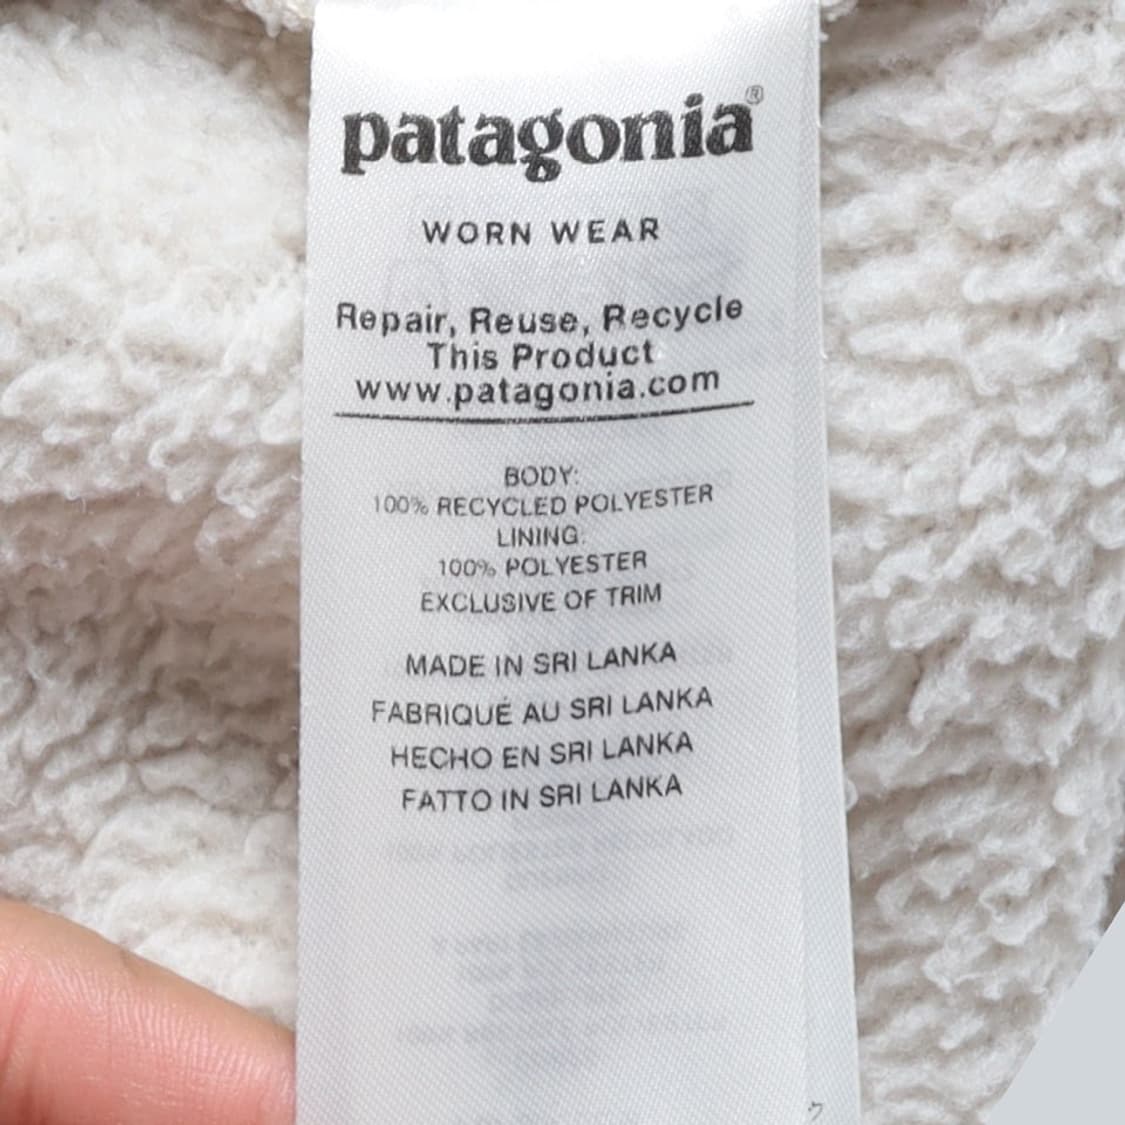 patagonia®
WORN WEAR
Repair, Reuse, Recycle
This Product
www.patagonia.com
BODY:
100% RECYCLED POLYESTER
LINING:
100% POLYESTER
EXCLUSIVE OF TRIM
MADE IN SRI LANKA
FABRIQUÉ AU SRI LANKA
HECHO EN SRI LANKA
FATTO IN SRI LANKA